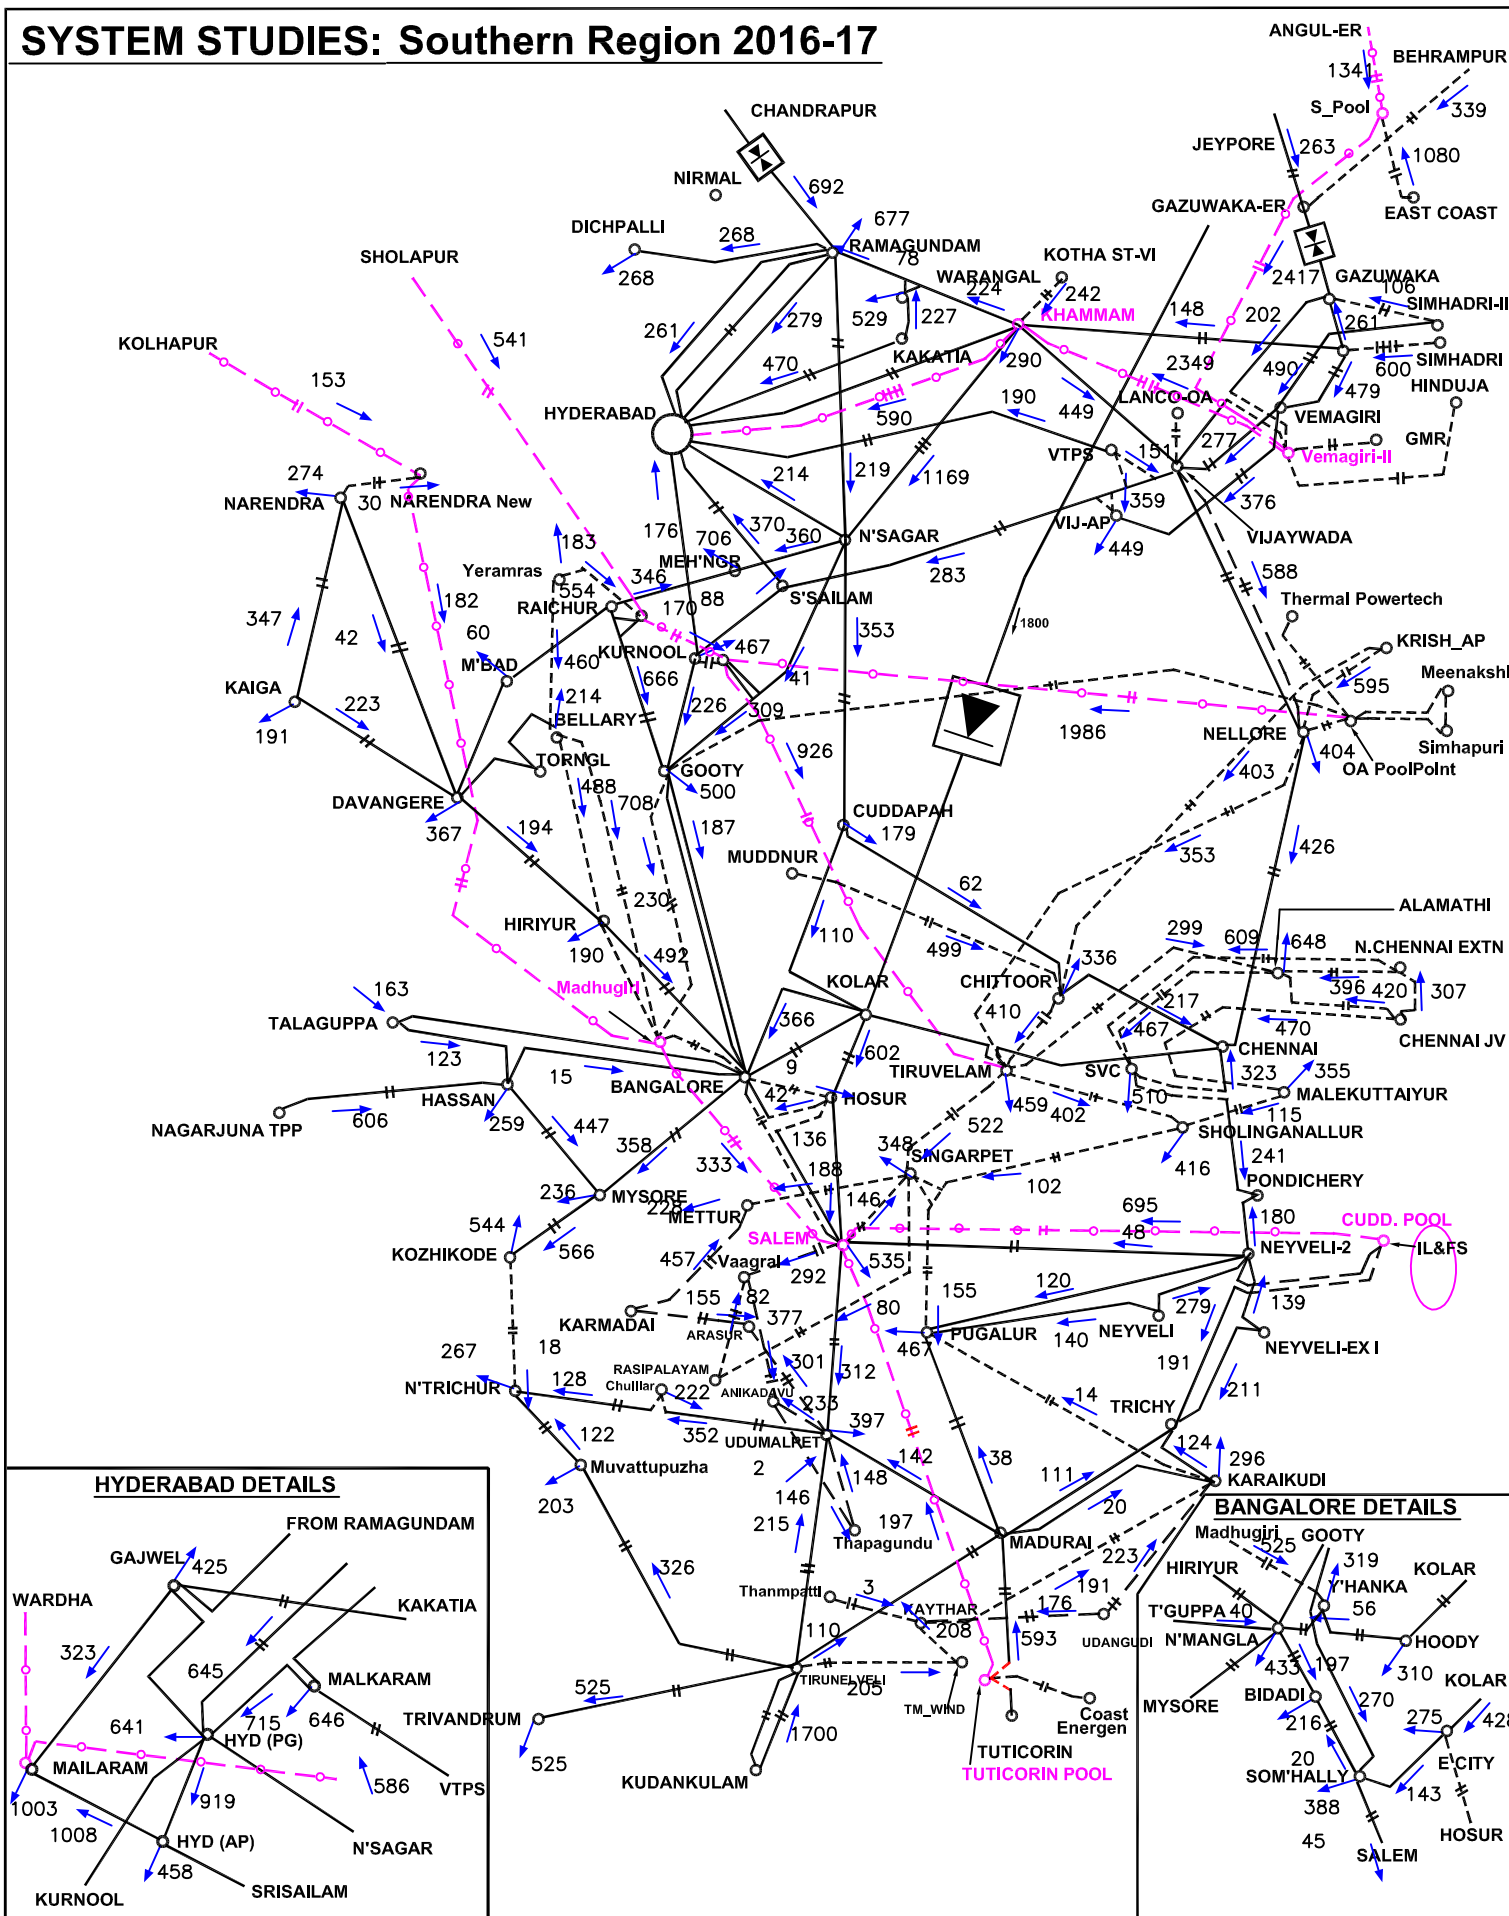 SYSTEM STUDIES: Southern Region 2016-17
ANGUL-ER
BEHRAMPUR
1341
S_Pool
339
CHANDRAPUR
JEYPORE
263
1080
NIRMAL
692
GAZUWAKA-ER
EAST COAST
DICHPALLI
268
677
RAMAGUNDAM
KOTHA ST-VI
2417
GAZUWAKA
SHOLAPUR
268
78
WARANGAL
224
242
106
SIMHADRI-II
KHAMMAM
148
202
261
KOLHAPUR
541
261
279
529
227
KAKATIA
290
SIMHADRI
470
2349
490
600
153
190
449
479
HINDUJA
LANCO-OA
HYDERABAD
590
VEMAGIRI
GMR
VTPS
151
277
Vemagiri-II
274
214
219
1169
359
376
NARENDRA
30
NARENDRA New
176
706
370
360
N'SAGAR
VIJ-AP
449
VIJAYWADA
183
MEH'NGR
283
588
Yeramras
554
346
88
S'SAILAM
Thermal Powertech
347
182
RAICHUR
170
353
1800
42
60
467
KRISH_AP
M'BAD
460
KURNOOL
41
Meenakshi
KAIGA
223
214
666
226
309
595
191
BELLARY
1986
NELLORE
404
Simhapuri
926
403
OA PoolPoint
TORNGL
GOOTY
500
488
DAVANGERE
708
CUDDAPAH
367
194
187
179
MUDDNUR
353
426
62
230
ALAMATHI
HIRIYUR
110
499
299
609
648
N.CHENNAI EXTN
190
492
336
KOLAR
CHITTOOR
396
420
307
163
410
217
TALAGUPPA
366
467
470
CHENNAI JV
123
602
CHENNAI
15
9
TIRUVELAM
SVC
323
355
BANGALORE
42
HOSUR
MALEKUTTAIYUR
HASSAN
459
402
510
115
NAGARJUNA TPP
606
259
447
358
136
522
SHOLINGANALLUR
333
348
SINGARPET
416
241
188
102
PONDICHERY
236
MYSORE
228
METTUR
146
695
544
180
CUDD. POOL
KOZHIKODE
566
SALEM
48
NEYVELI-2
IL&FS
457
Vaagrai
292
535
155
82
80
155
120
279
139
KARMADAI
ARASUR
377
467
PUGALUR
140
NEYVELI
NEYVELI-EX I
267
18
301
312
191
RASIPALAYAM
N'TRICHUR
128
222
ANIKADAVU
233
14
211
397
TRICHY
122
352
UDUMALPET
142
124
296
Muvattupuzha
2
148
38
111
KARAIKUDI
203
146
20
215
197
Thapagundu
MADURAI
223
326
Thanmpatti
3
191
KAYTHAR
208
176
110
593
UDANGUDI
TIRUNELVELI
205
525
TM_WIND
TRIVANDRUM
1700
Coast
Energen
525
KUDANKULAM
TUTICORIN
TUTICORIN POOL
HYDERABAD DETAILS
FROM RAMAGUNDAM
GAJWEL
425
WARDHA
KAKATIA
323
645
MALKARAM
641
715
646
HYD (PG)
MAILARAM
586
VTPS
1003
919
1008
HYD (AP)
N'SAGAR
458
KURNOOL
SRISAILAM
BANGALORE DETAILS
Madhugiri
GOOTY
525
319
HIRIYUR
Y'HANKA
KOLAR
T'GUPPA
40
56
N'MANGLA
HOODY
433
197
310
KOLAR
MYSORE
BIDADI
270
216
275
428
20
E CITY
SOM'HALLY
388
143
45
HOSUR
SALEM